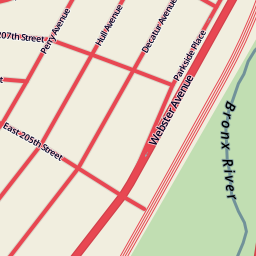 Perry Avenue
Hull Avenue
Decatur Avenue
207th Street
Parkside Place
Webster Avenue
East 205th Street
Bronx River